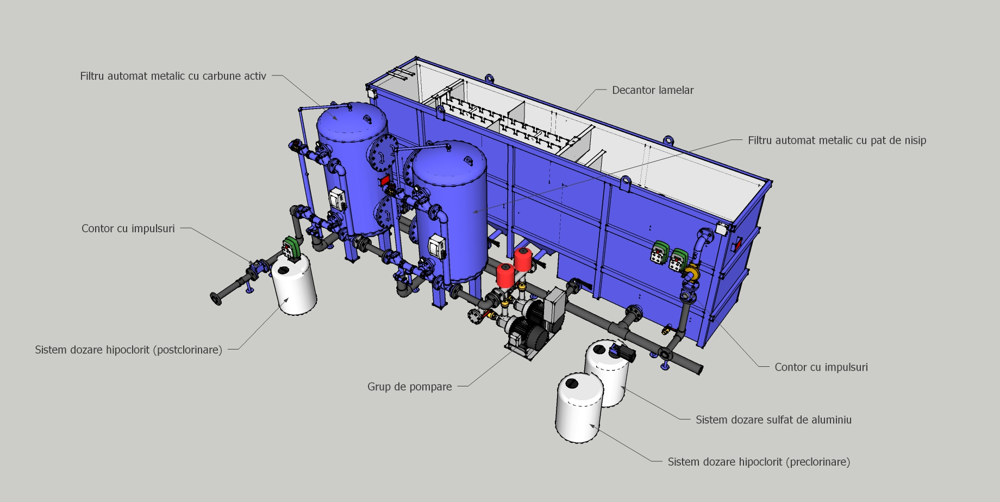 Filtru automat metalic cu carbune activ
Decantor lamelar
Filtru automat metalic cu pat de nisip
Contor cu impulsuri
Sistem dozare hipoclorit (postclorinare)
Contor cu impulsuri
Grup de pompare
Sistem dozare sulfat de aluminiu
Sistem dozare hipoclorit (preclorinare)